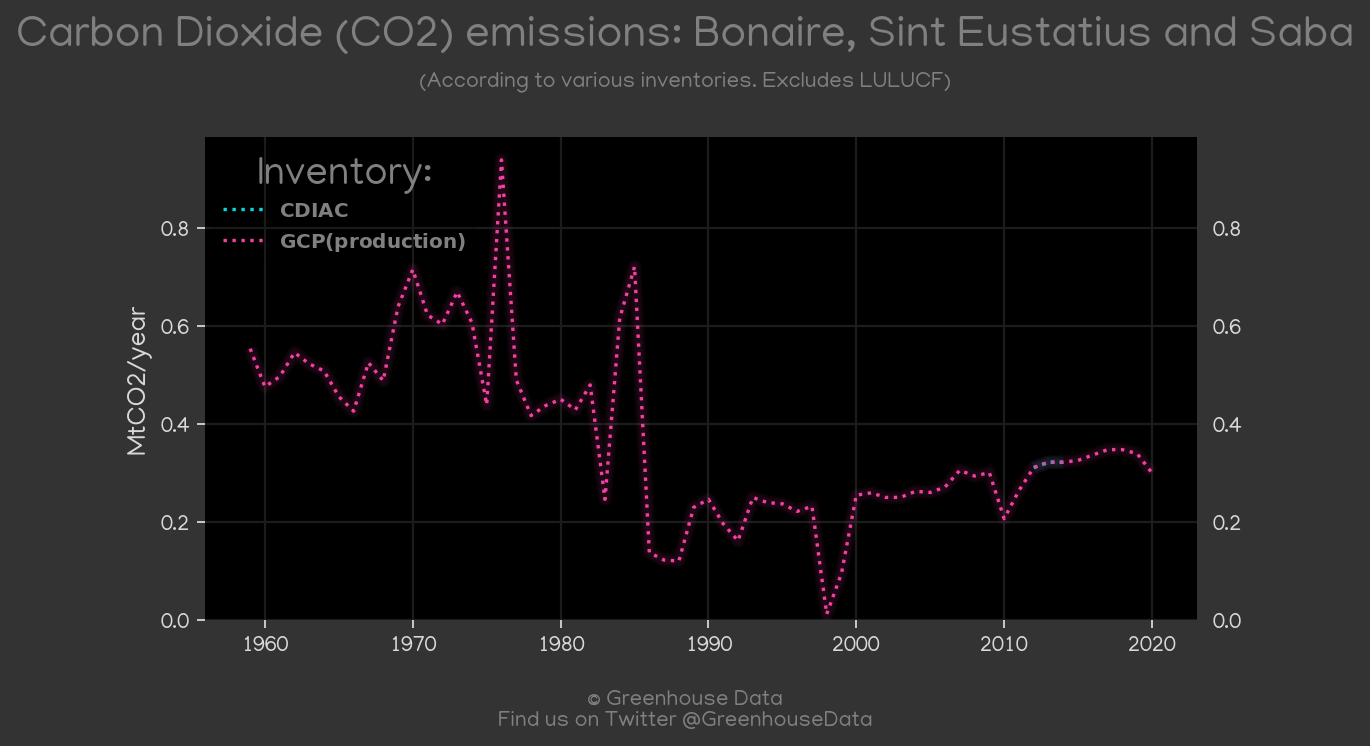 Carbon Dioxide (CO2) emissions: Bonaire, Sint Eustatius and Saba
(According to various inventories. Excludes LULUCF)
Inventory:
CDIAC
GCP(production)
MtCO2/year
0.8
0.6
0.4
0.2
0.0
0.8
0.6
0.4
0.2
0.0
1960 1970 1980 1990 2000 2010 2020
© Greenhouse Data
Find us on Twitter @GreenhouseData